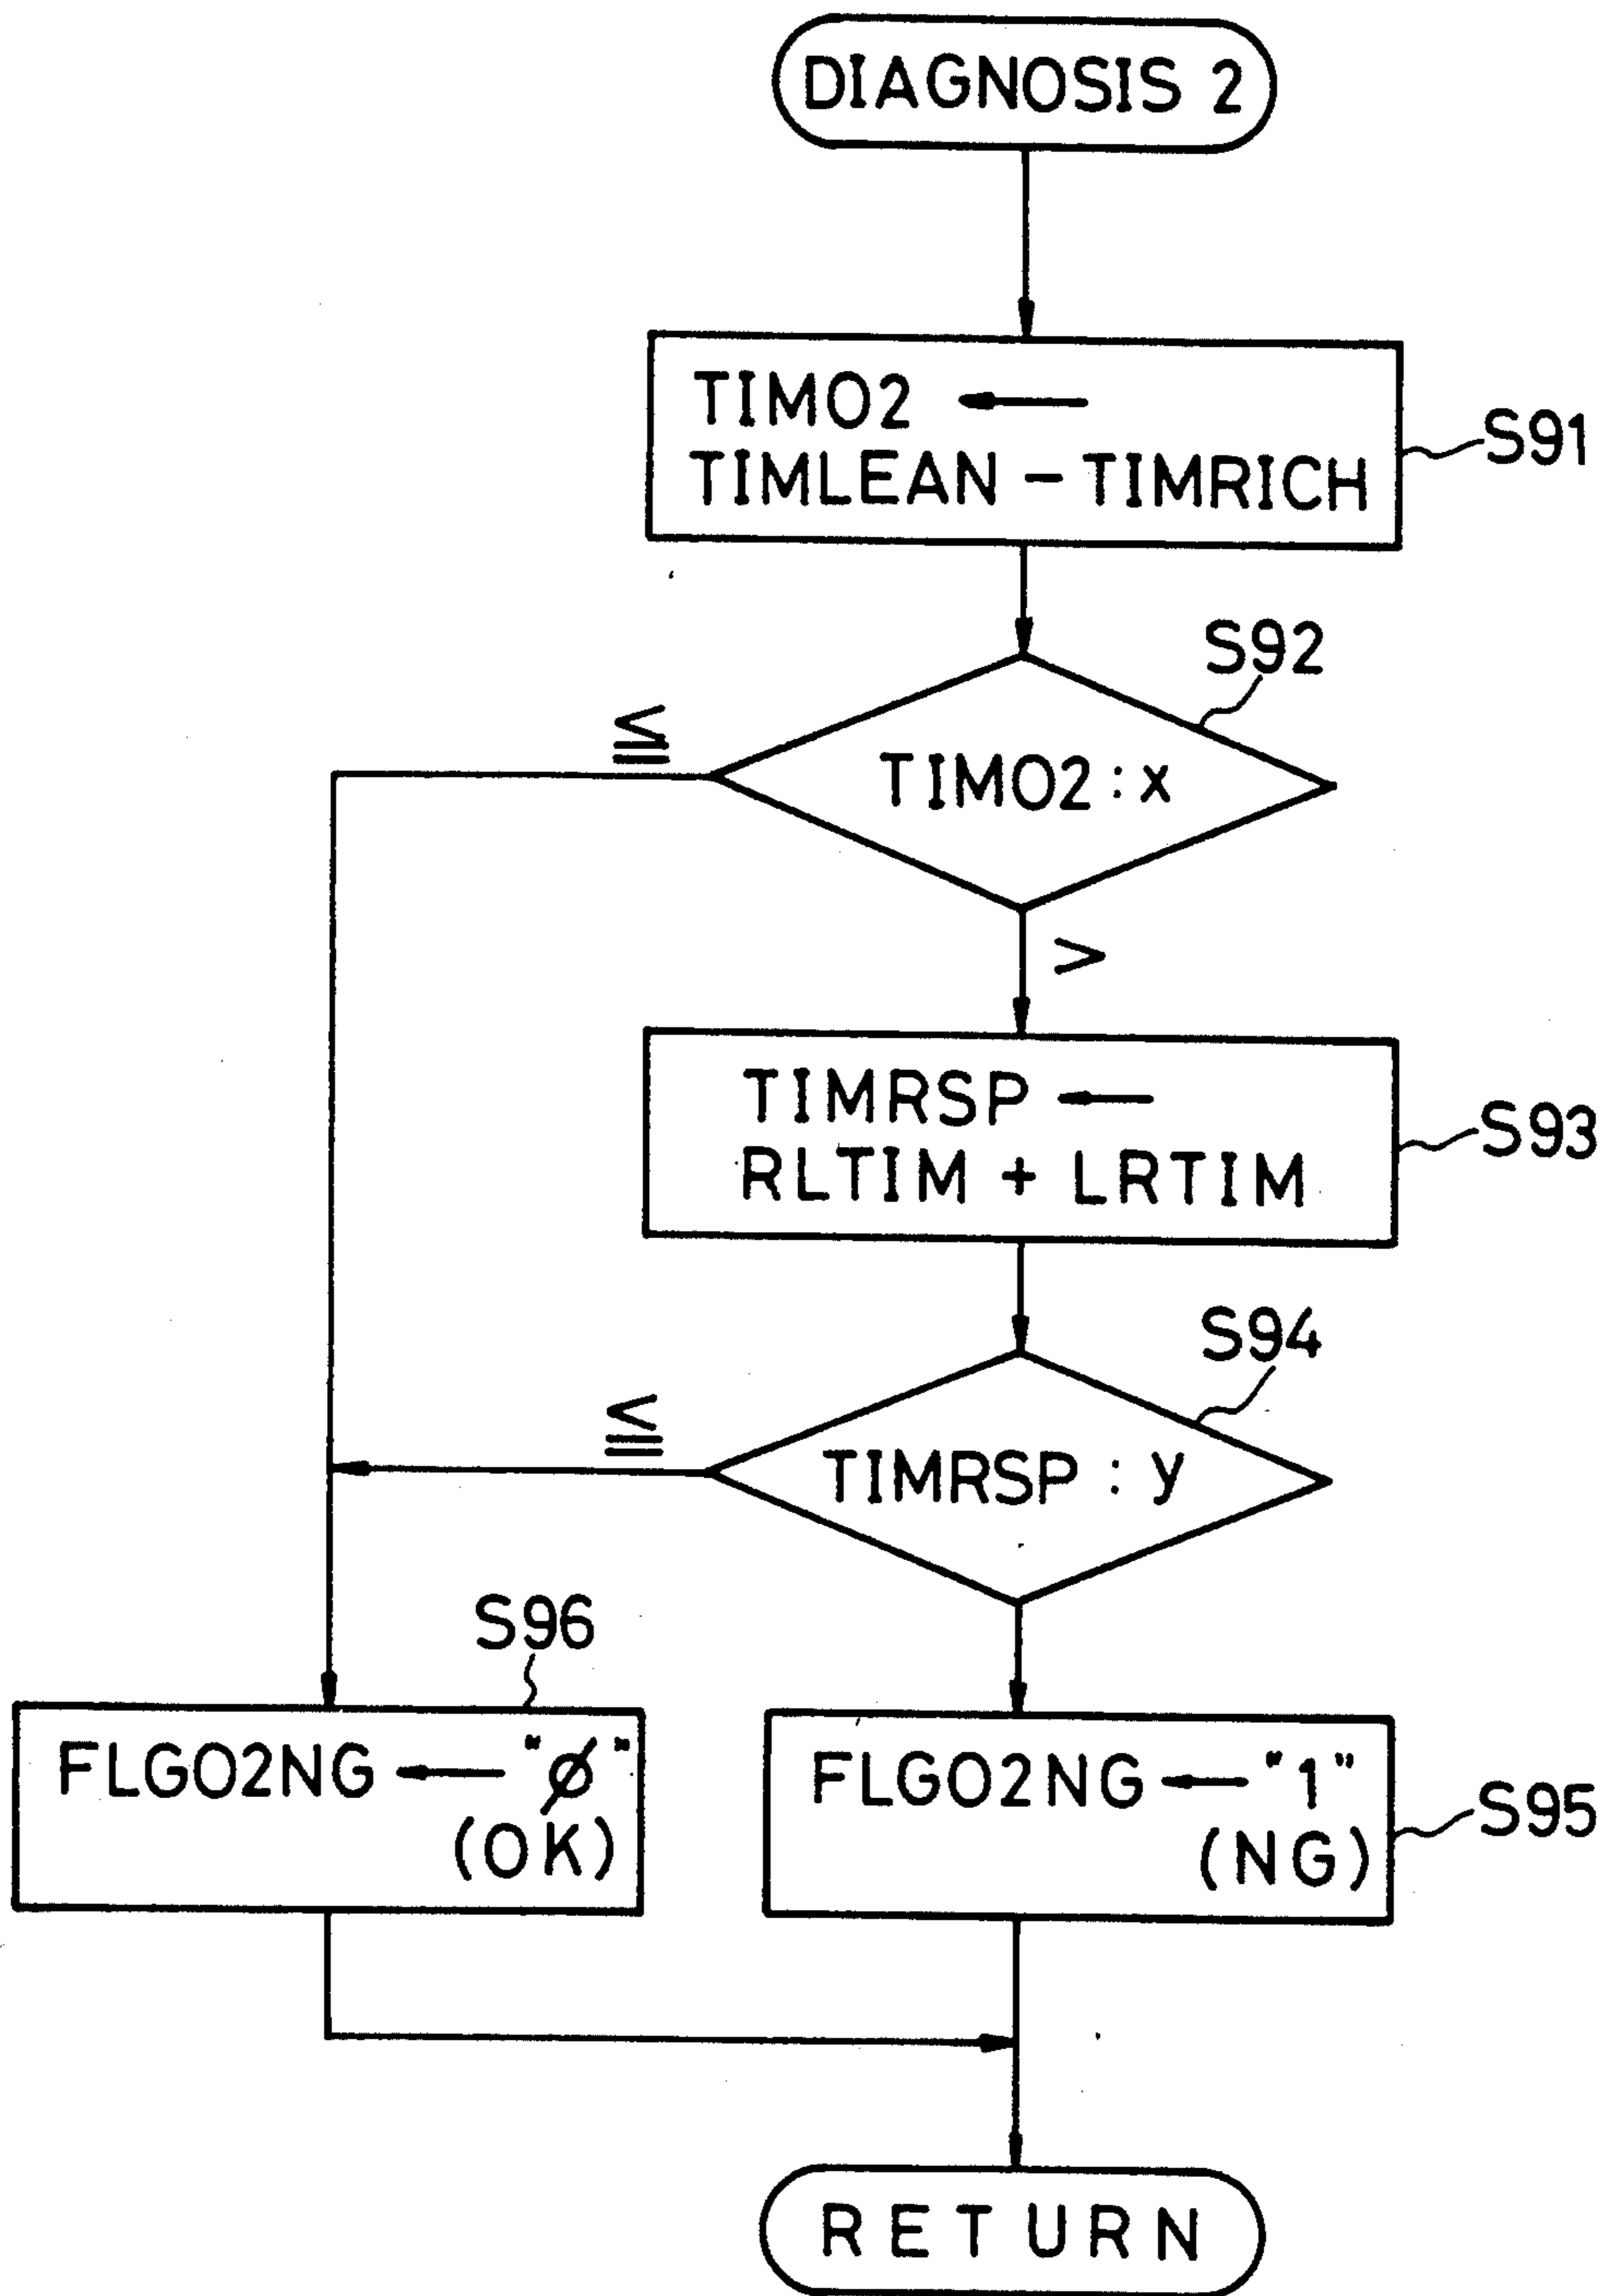 DIAGNOSIS 2
TIMO2 ←
TIMLEAN – TIMRICH
S91
S92
≦
TIMO2 : x
>
TIMRSP ←
RLTIM + LRTIM
S93
S94
≦
TIMRSP : y
S96
FLGO2NG ← "ø"
(OK)
FLGO2NG ← "1"
(NG)
S95
RETURN